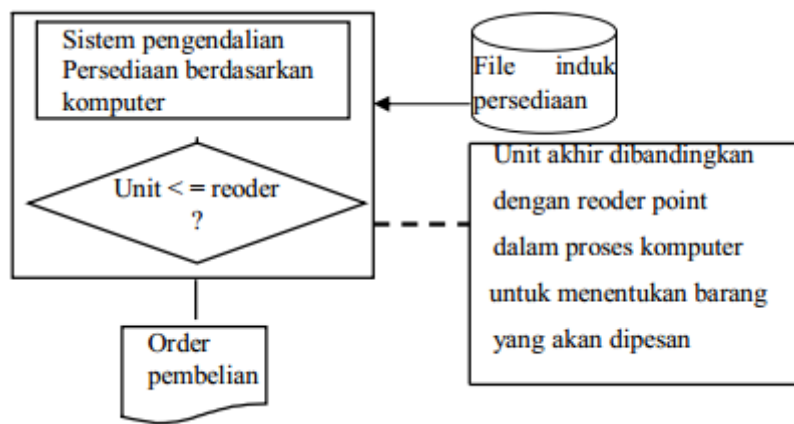 Sistem pengendalian
Persediaan berdasarkan
komputer
File induk
persediaan
Unit < = reoder
?
Unit akhir dibandingkan
dengan reoder point
dalam proses komputer
untuk menentukan barang
yang akan dipesan
Order
pembelian